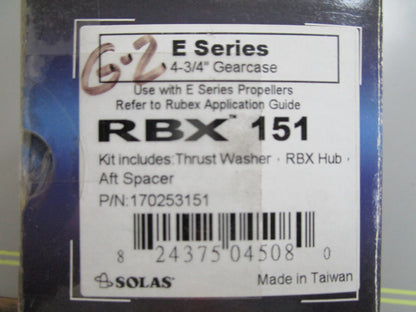 E Series
G-2
4-3/4" Gearcase
Use with E Series Propellers
Refer to Rubex Application Guide
RBX™ 151
Kit includes:Thrust Washer · RBX Hub ·
Aft Spacer
P/N:170253151
8 24375 04508 0
SOLAS® Made in Taiwan